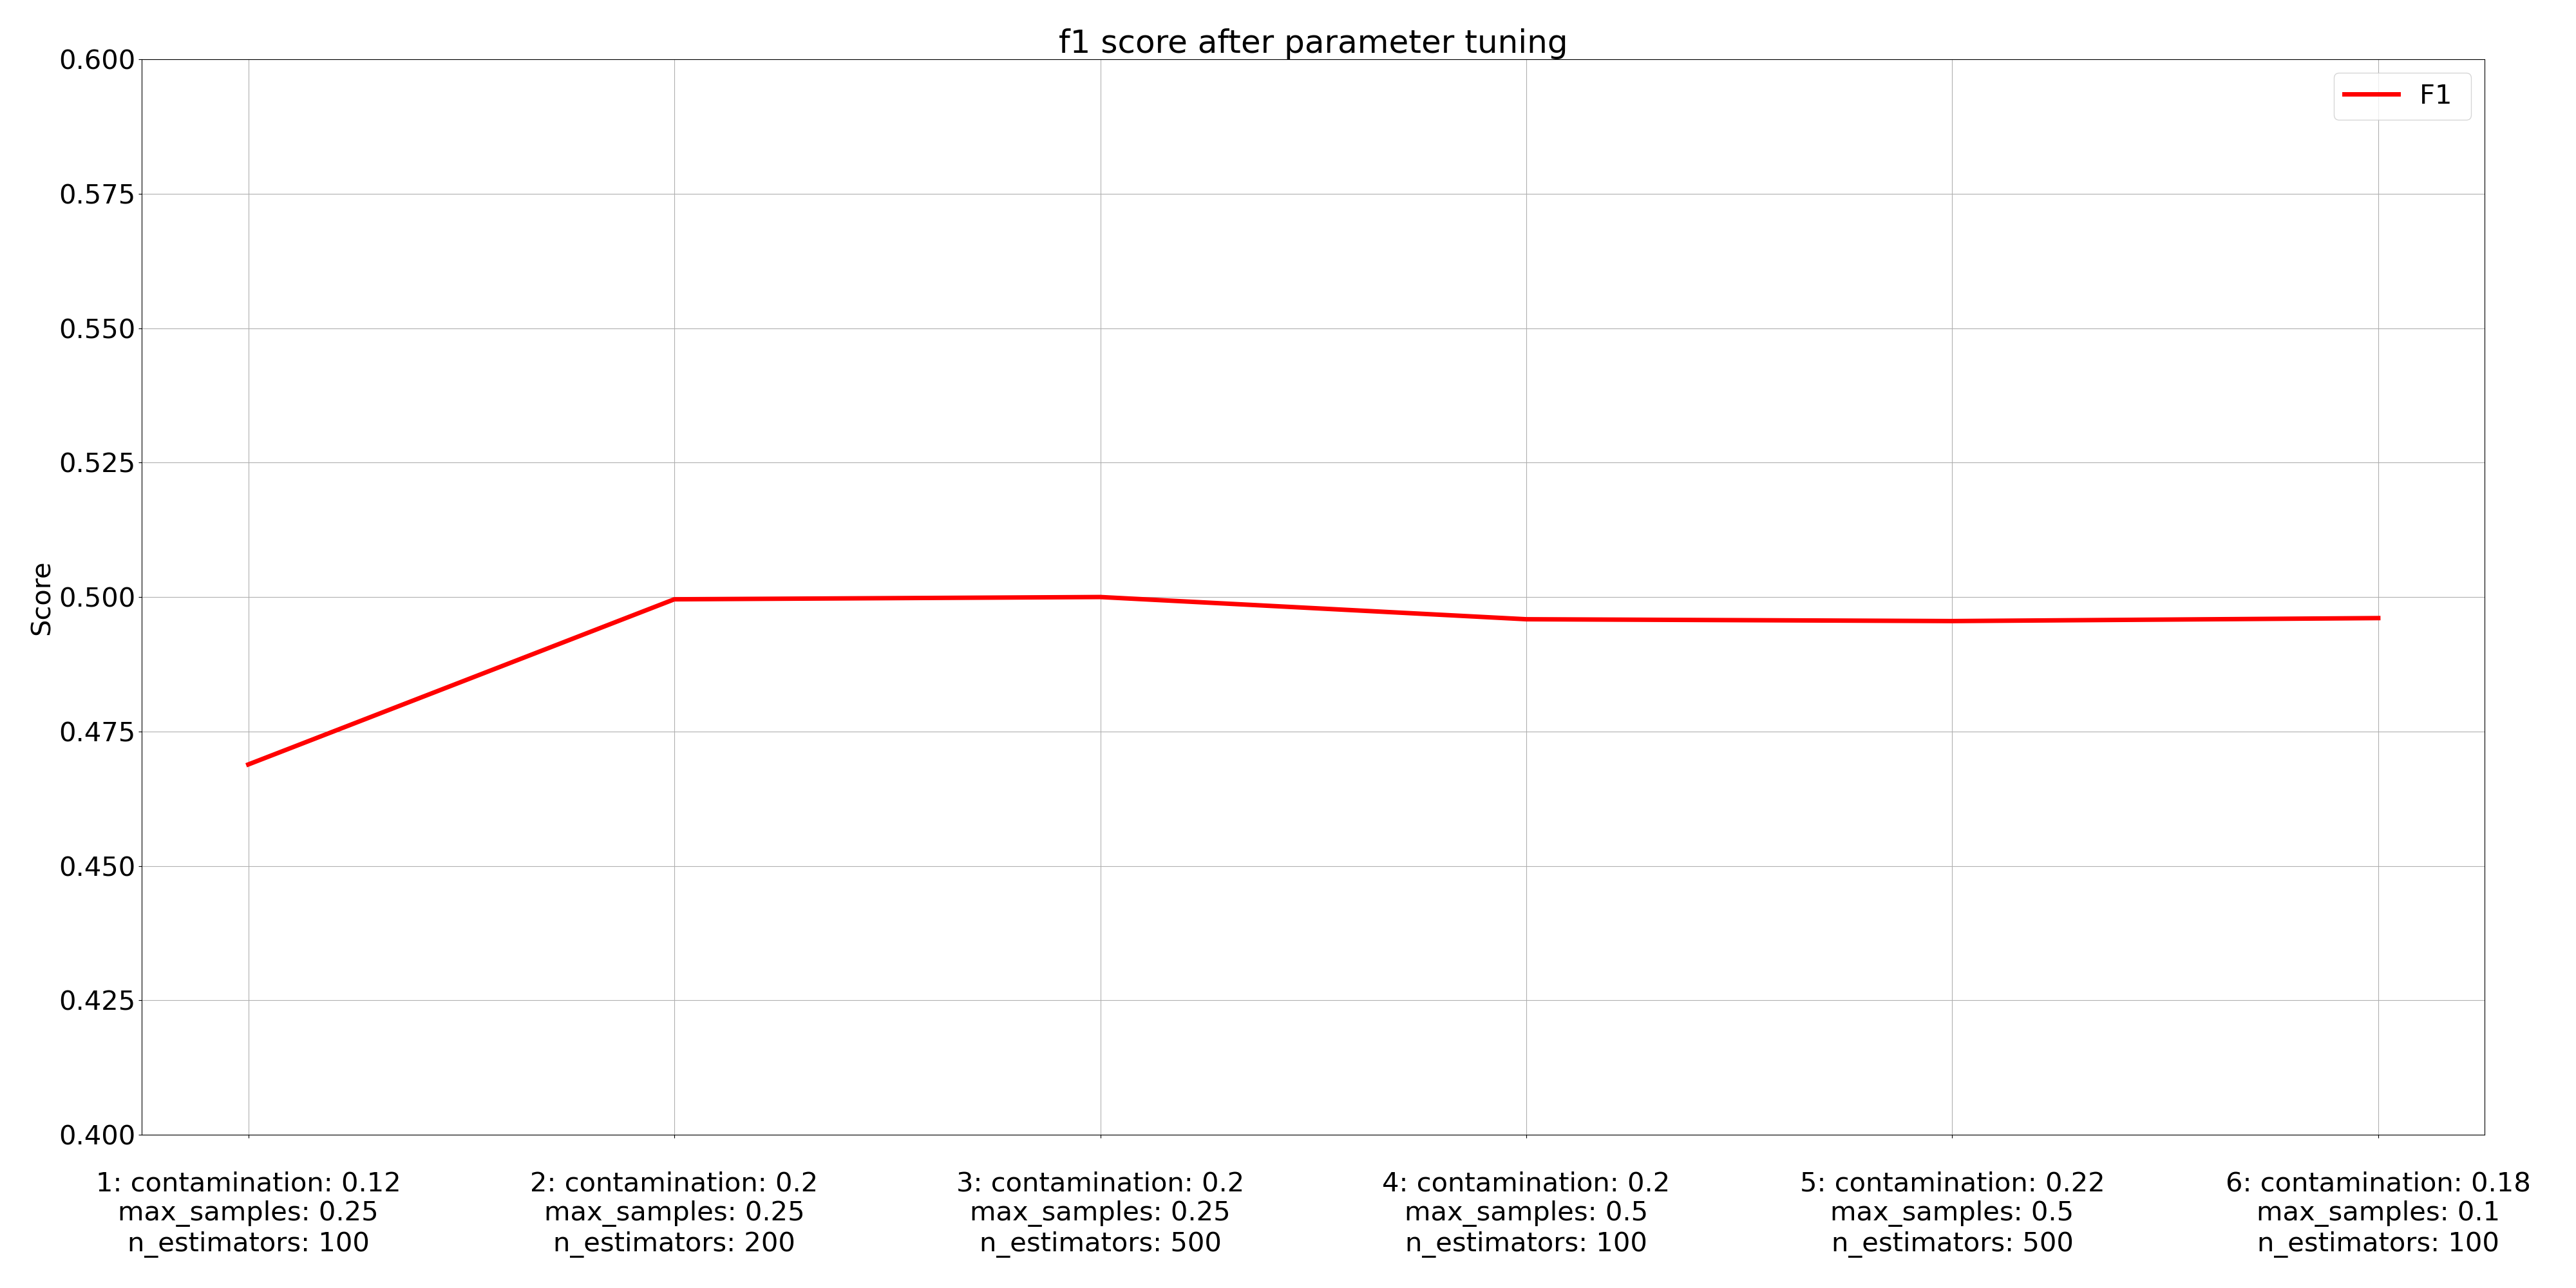 f1 score after parameter tuning
F1
Score
0.600
0.575
0.550
0.525
0.500
0.475
0.450
0.425
0.400
1: contamination: 0.12
max_samples: 0.25
n_estimators: 100
2: contamination: 0.2
max_samples: 0.25
n_estimators: 200
3: contamination: 0.2
max_samples: 0.25
n_estimators: 500
4: contamination: 0.2
max_samples: 0.5
n_estimators: 100
5: contamination: 0.22
max_samples: 0.5
n_estimators: 500
6: contamination: 0.18
max_samples: 0.1
n_estimators: 100